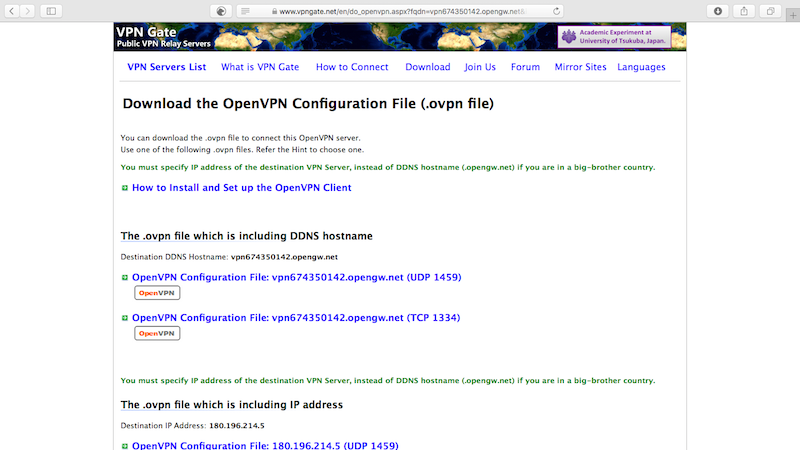 www.vpngate.net/en/do_openvpn.aspx?fqdn=vpn674350142.opengw.net&
VPN Gate
Public VPN Relay Servers
Academic Experiment at
University of Tsukuba, Japan.
VPN Servers List What is VPN Gate How to Connect Download Join Us Forum Mirror Sites Languages
Download the OpenVPN Configuration File (.ovpn file)
You can download the .ovpn file to connect this OpenVPN server.
Use one of the following .ovpn files. Refer the Hint to choose one.
You must specify IP address of the destination VPN Server, instead of DDNS hostname (.opengw.net) if you are in a big-brother country.
How to Install and Set up the OpenVPN Client
The .ovpn file which is including DDNS hostname
Destination DDNS Hostname: vpn674350142.opengw.net
OpenVPN Configuration File: vpn674350142.opengw.net (UDP 1459)
OpenVPN
OpenVPN Configuration File: vpn674350142.opengw.net (TCP 1334)
OpenVPN
You must specify IP address of the destination VPN Server, instead of DDNS hostname (.opengw.net) if you are in a big-brother country.
The .ovpn file which is including IP address
Destination IP Address: 180.196.214.5
OpenVPN Configuration File: 180.196.214.5 (UDP 1459)